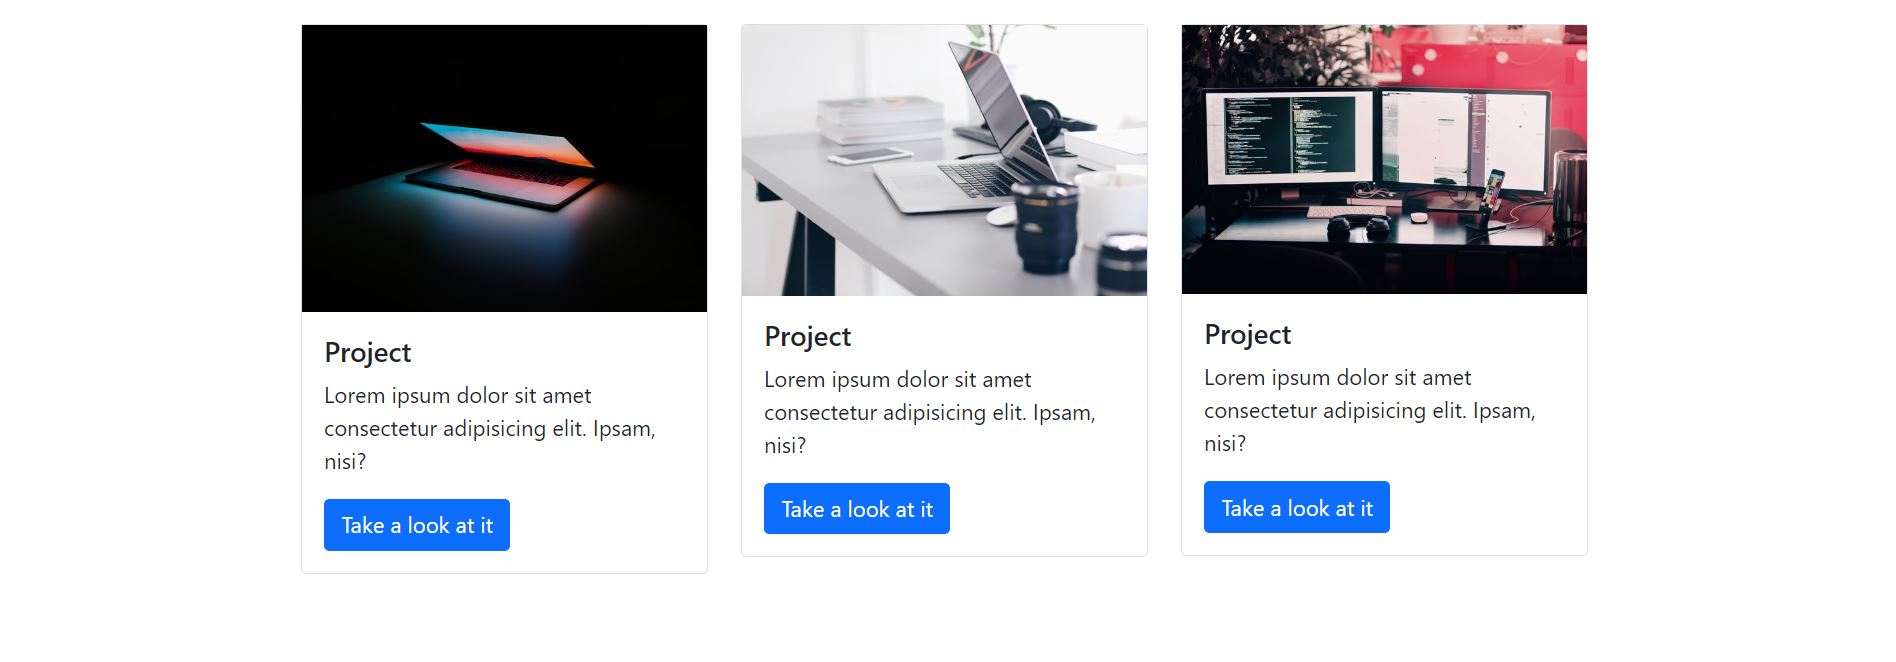 Project
Lorem ipsum dolor sit amet
consectetur adipisicing elit. Ipsam,
nisi?
Take a look at it
Project
Lorem ipsum dolor sit amet
consectetur adipisicing elit. Ipsam,
nisi?
Take a look at it
Project
Lorem ipsum dolor sit amet
consectetur adipisicing elit. Ipsam,
nisi?
Take a look at it